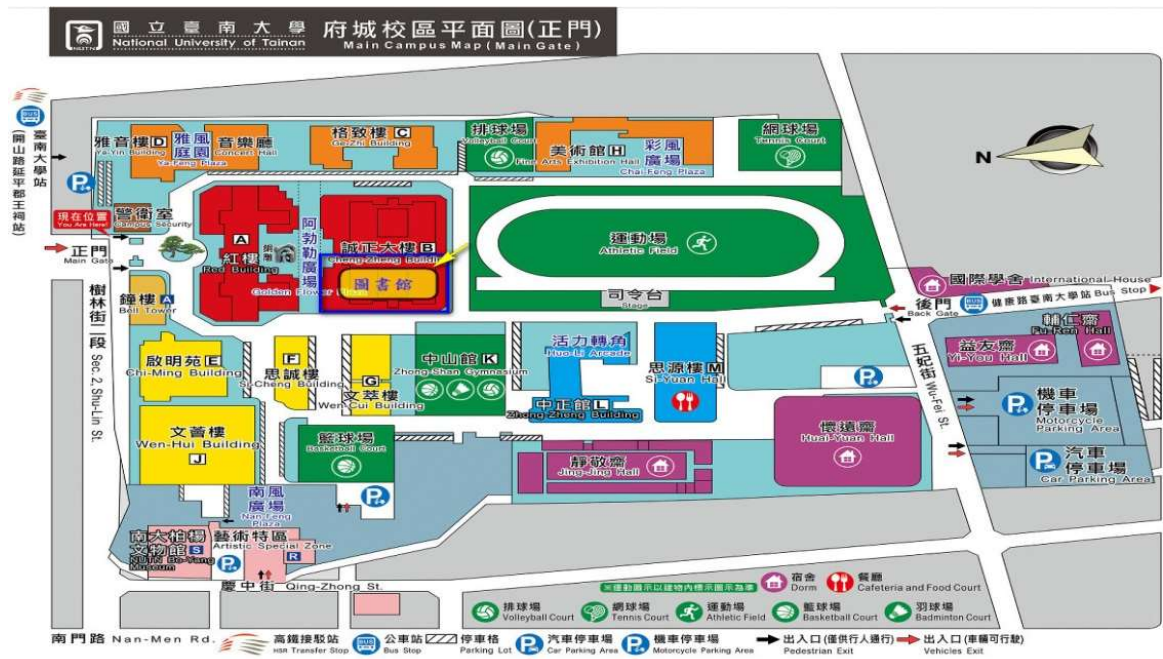 國立臺南大學
National University of Tainan
府城校區平面圖(正門)
Main Campus Map (Main Gate)
NUTN
BUS
臺南大學站
(開山路延平郡王祠站)
雅音樓 D
Ya-Yin Building
雅風
庭園
Ya-Feng Plaza
音樂廳
Concert Hall
格致樓 C
Ge-Zhi Building
排球場
Volleyball Court
美術館 H
Fine Arts Exhibition Hall
彩風
廣場
Chai-Feng Plaza
網球場
Tennis Court
N
現在位置
You Are Here!
警衛室
Campus Security
正門
Main Gate
A
紅樓
Red Building
阿勃勒廣場
Golden Flower
誠正大樓 B
Cheng-Zheng Building
圖書館
運動場
Athletic Field
司令台
Stage
國際學舍 International House
後門
Back Gate
BUS
健康路臺南大學站 Bus Stop
輔仁齋
Fu-Ren Hall
益友齋
Yi-You Hall
樹林街二段 Sec. 2, Shu-Lin St.
鐘樓 A
Bell Tower
啟明苑 E
Chi-Ming Building
F
思誠樓
Si-Cheng Building
G
文萃樓
Wen-Cui Building
中山館 K
Zhong-Shan Gymnasium
活力轉角
Huo-Li Arcade
中正館 L
Zhong-Zheng Building
思源樓 M
Si-Yuan Hall
五妃街 Wu-Fei St.
機車
停車場
Motorcycle
Parking Area
汽車
停車場
Car Parking Area
文薈樓
Wen-Hui Building
J
籃球場
Basketball Court
靜敬齋
Jing-Jing Hall
懷遠齋
Huai-Yuan Hall
南風
廣場
Nan-Feng
Plaza
南大柏楊
文物館 S
NUTN Bo-Yang
Museum
藝術特區
Artistic Special Zone
R
慶中街 Qing-Zhong St.
南門路 Nan-Men Rd.
※運動圖示以建物內標示圖示為準
宿舍
Dorm
餐廳
Cafeteria and Food Court
排球場
Volleyball Court
網球場
Tennis Court
運動場
Athletic Field
籃球場
Basketball Court
羽球場
Badminton Court
高鐵接駁站
HSR Transfer Stop
公車站
Bus Stop
停車格
Parking Lot
汽車停車場
Car Parking Area
機車停車場
Motorcycle Parking Area
出入口(僅供行人通行)
Pedestrian Exit
出入口(車輛可行駛)
Vehicles Exit